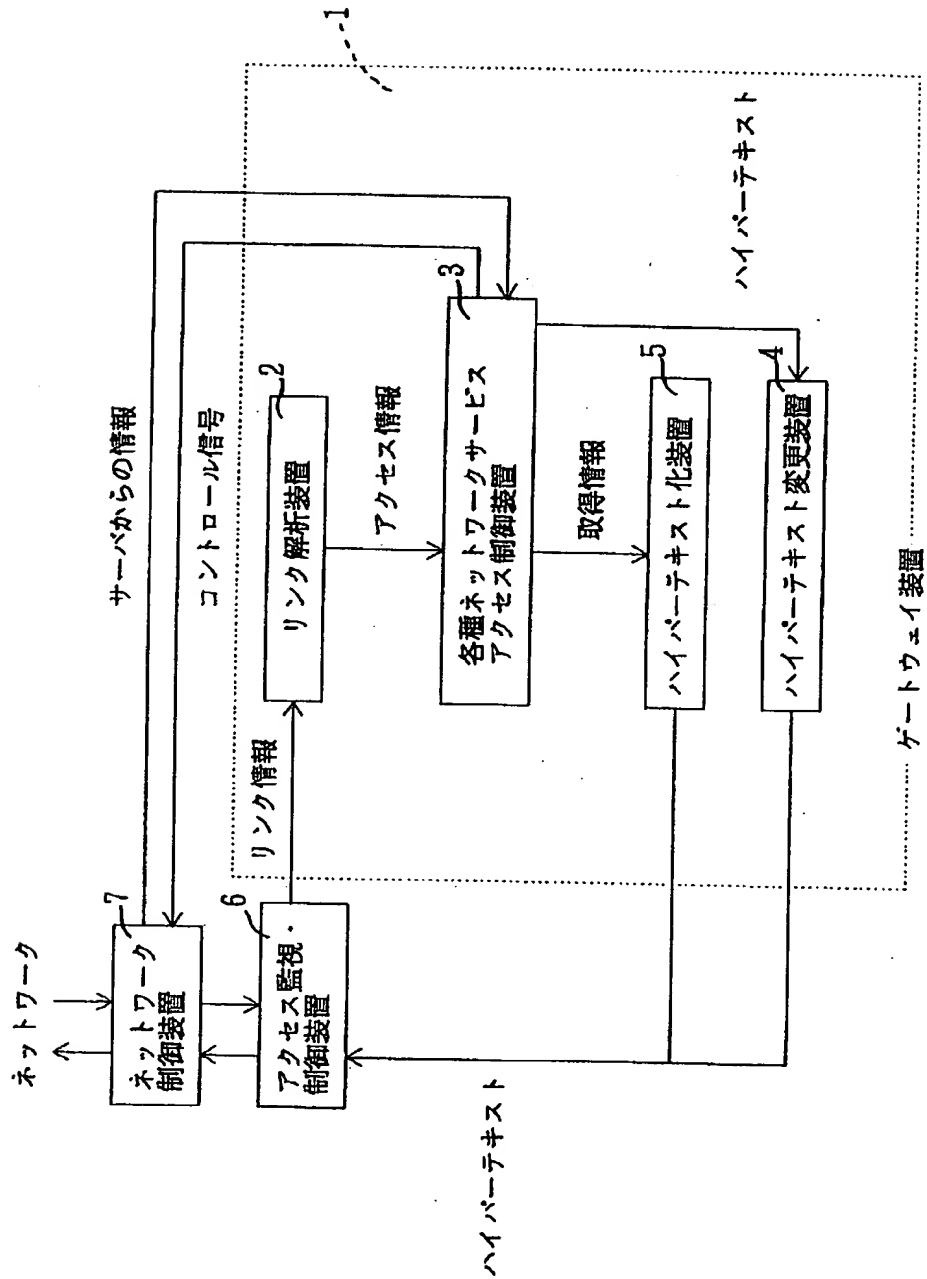 ネットワーク
7
ネットワーク
制御装置
サーバからの情報
コントロール信号
6
アクセス監視・
制御装置
リンク情報
2
リンク解析装置
アクセス情報
3
各種ネットワークサービス
アクセス制御装置
取得情報
5
ハイパーテキスト化装置
4
ハイパーテキスト変更装置
ハイパーテキスト
ハイパーテキスト
ゲートウェイ装置
1